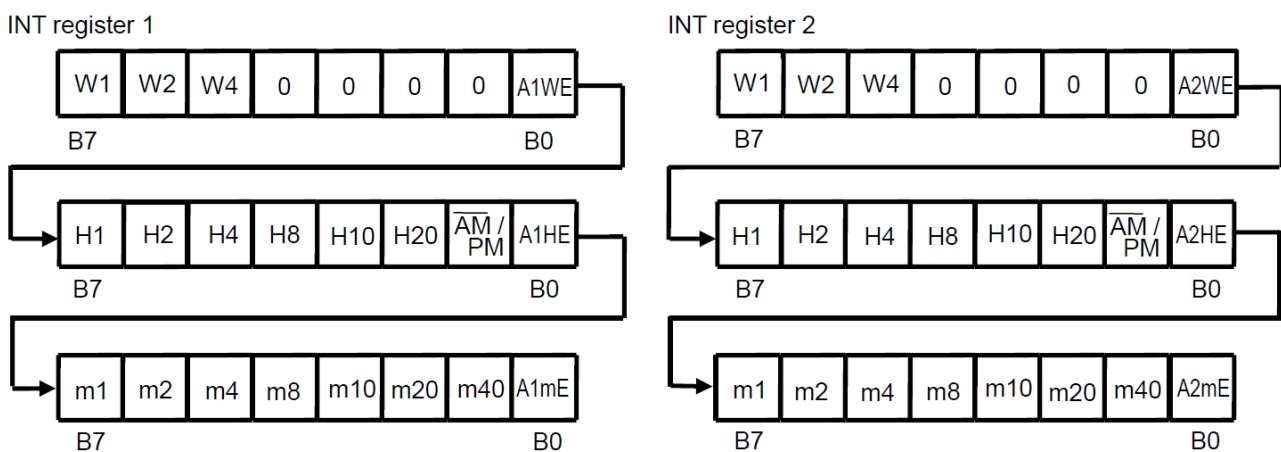 INT register 1
W1 W2 W4 0 0 0 0 A1WE
B7 B0
H1 H2 H4 H8 H10 H20 A̅M̅ / PM A1HE
B7 B0
m1 m2 m4 m8 m10 m20 m40 A1mE
B7 B0
INT register 2
W1 W2 W4 0 0 0 0 A2WE
B7 B0
H1 H2 H4 H8 H10 H20 A̅M̅ / PM A2HE
B7 B0
m1 m2 m4 m8 m10 m20 m40 A2mE
B7 B0